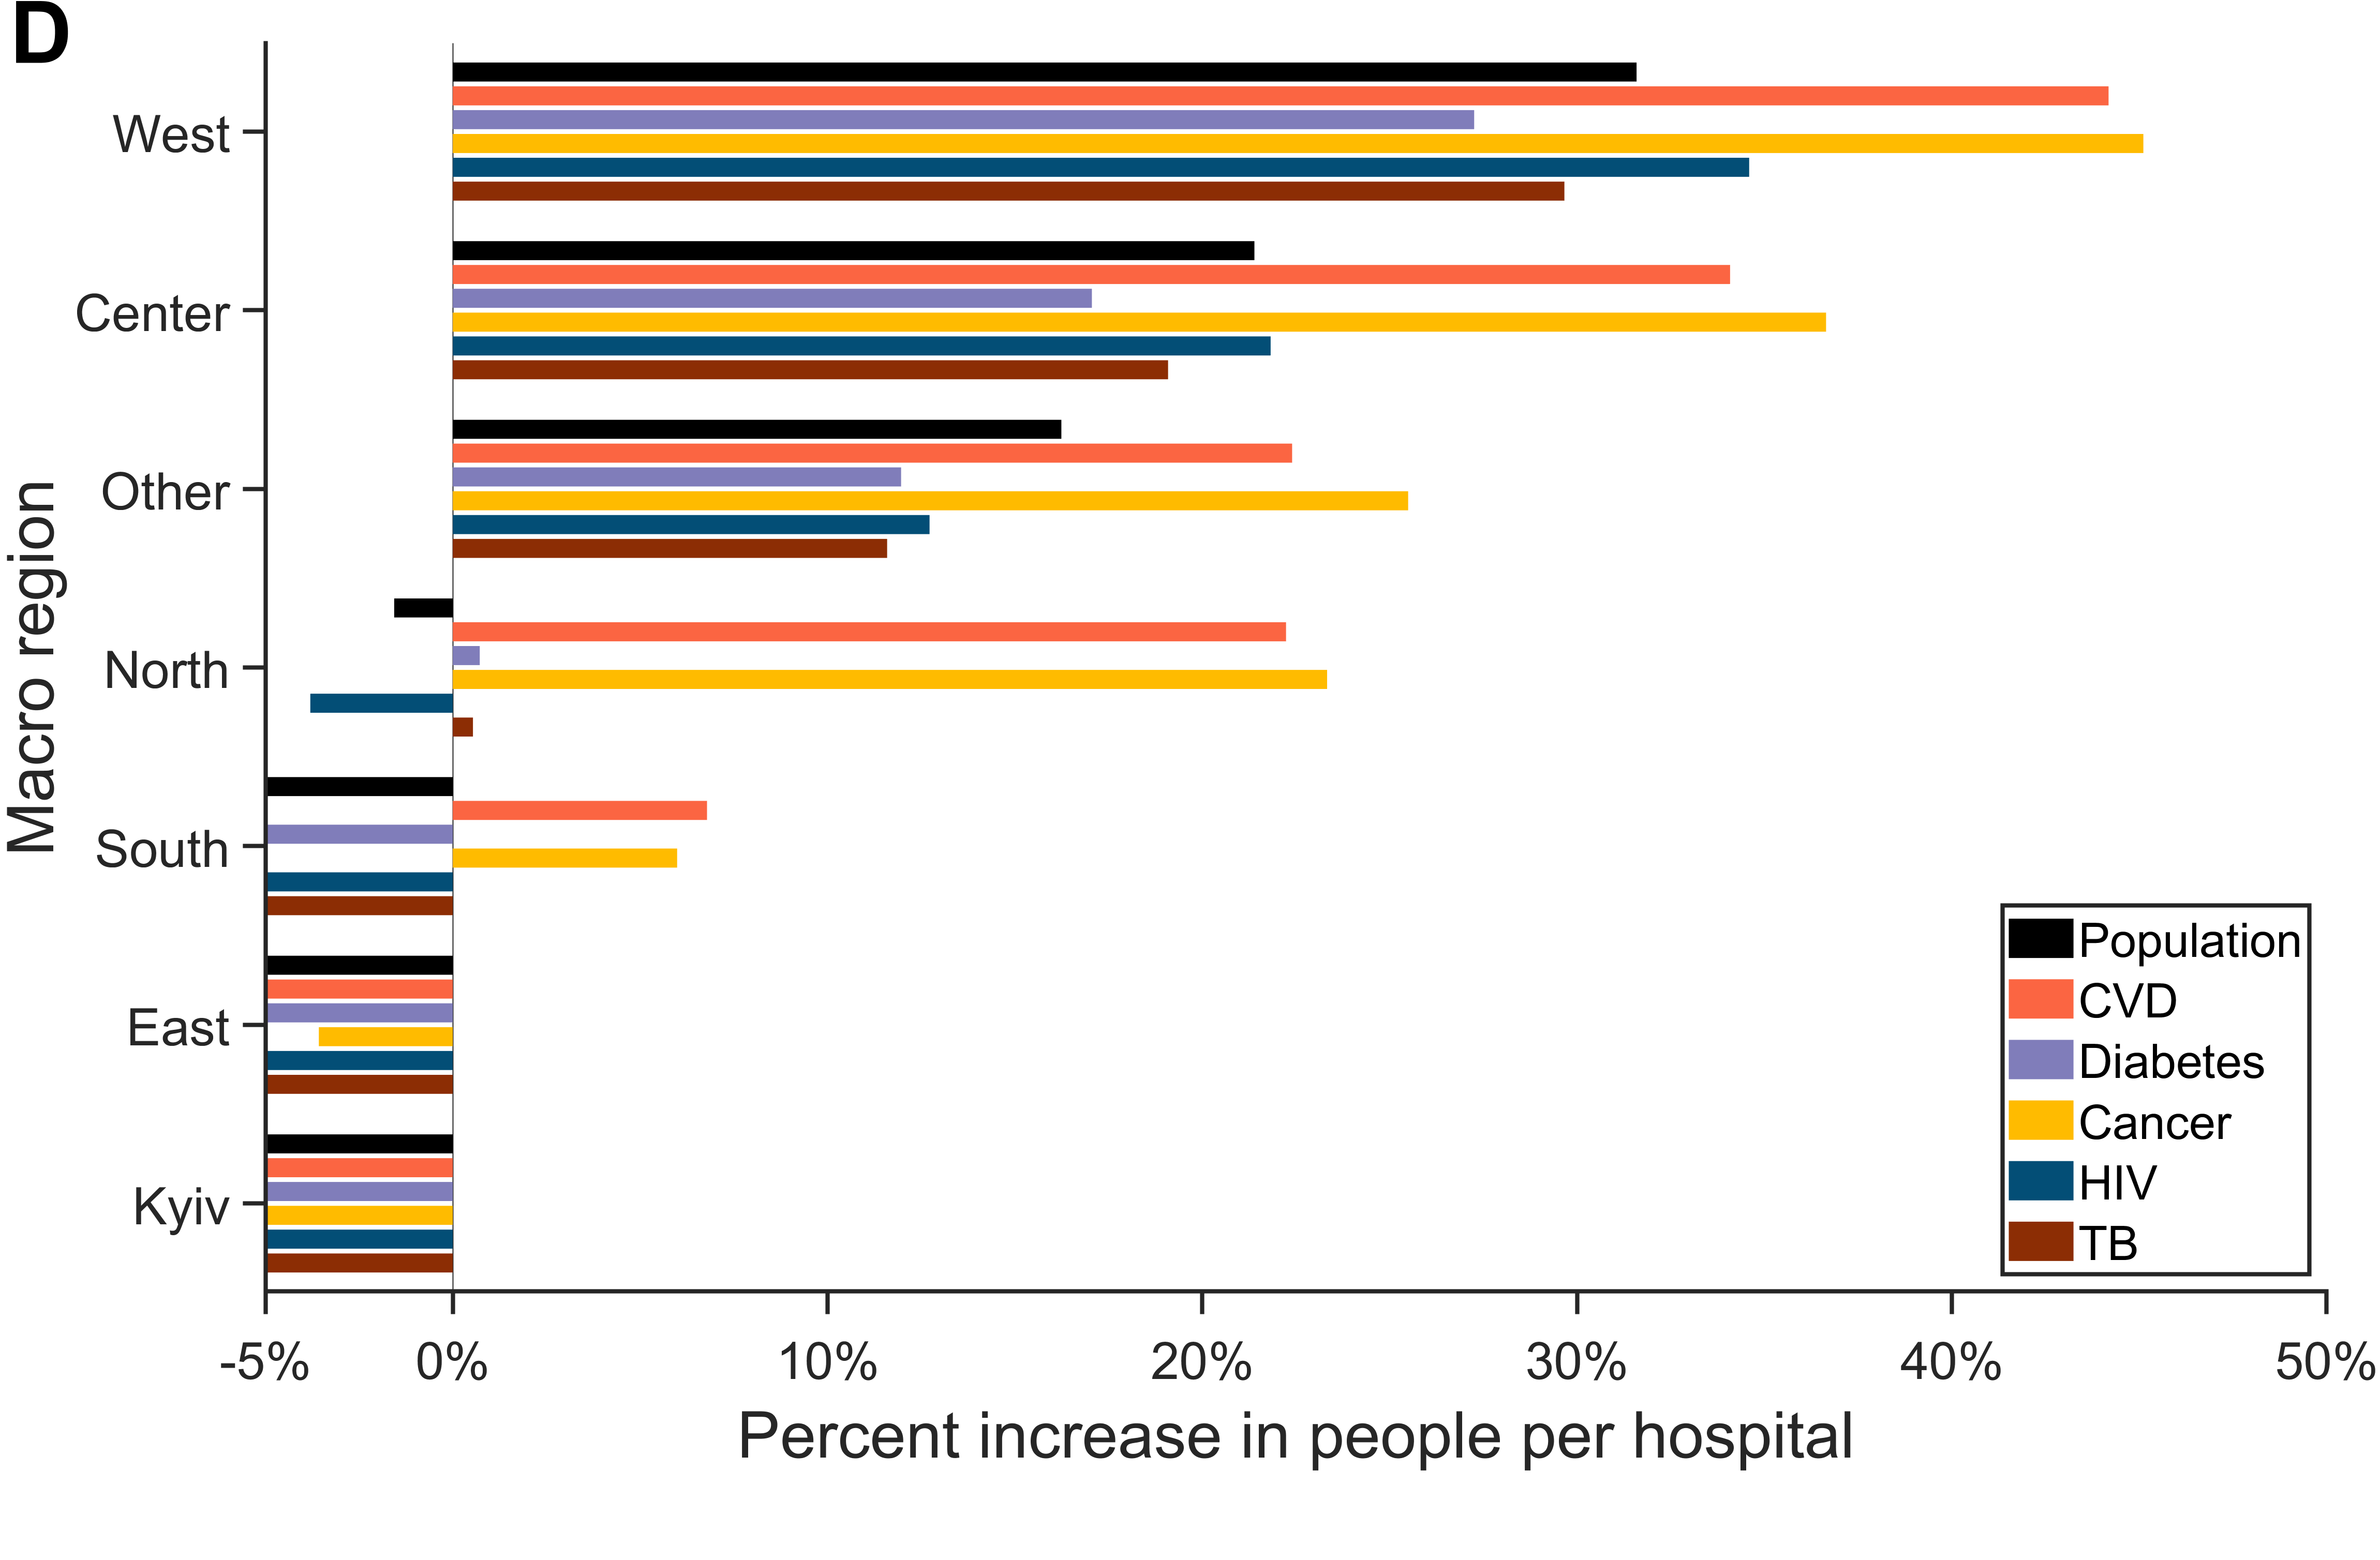 D
Macro region
West
Center
Other
North
South
East
Kyiv
Population
CVD
Diabetes
Cancer
HIV
TB
-5% 0% 10% 20% 30% 40% 50%
Percent increase in people per hospital